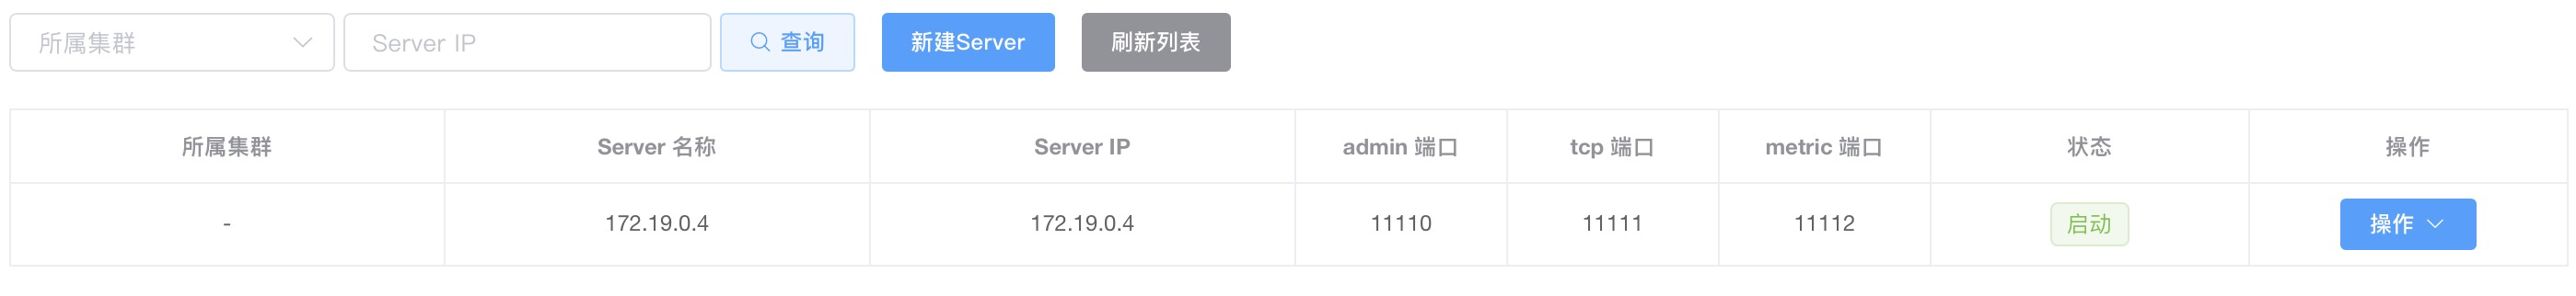 所属集群 Server IP 查询 新建Server 刷新列表
所属集群 Server 名称 Server IP admin 端口 tcp 端口 metric 端口 状态 操作
- 172.19.0.4 172.19.0.4 11110 11111 11112 启动 操作